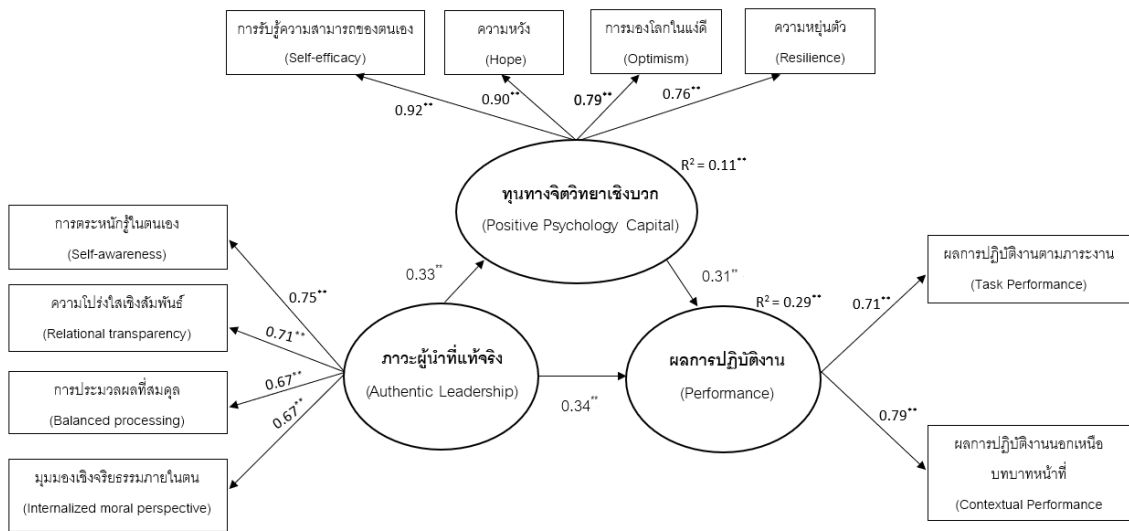 การรับรู้ความสามารถของตนเอง
(Self-efficacy)
ความหวัง
(Hope)
การมองโลกในแง่ดี
(Optimism)
ความหยุ่นตัว
(Resilience)
0.92**
0.90**
0.79**
0.76**
R² = 0.11**
ทุนทางจิตวิทยาเชิงบวก
(Positive Psychology Capital)
การตระหนักรู้ในตนเอง
(Self-awareness)
ความโปร่งใสเชิงสัมพันธ์
(Relational transparency)
การประมวลผลที่สมดุล
(Balanced processing)
มุมมองเชิงจริยธรรมภายในตน
(Internalized moral perspective)
0.75**
0.71**
0.67**
0.67**
0.33**
0.31**
ภาวะผู้นำที่แท้จริง
(Authentic Leadership)
0.34**
R² = 0.29**
ผลการปฏิบัติงาน
(Performance)
0.71**
0.79**
ผลการปฏิบัติงานตามภาระงาน
(Task Performance)
ผลการปฏิบัติงานนอกเหนือ
บทบาทหน้าที่
(Contextual Performance